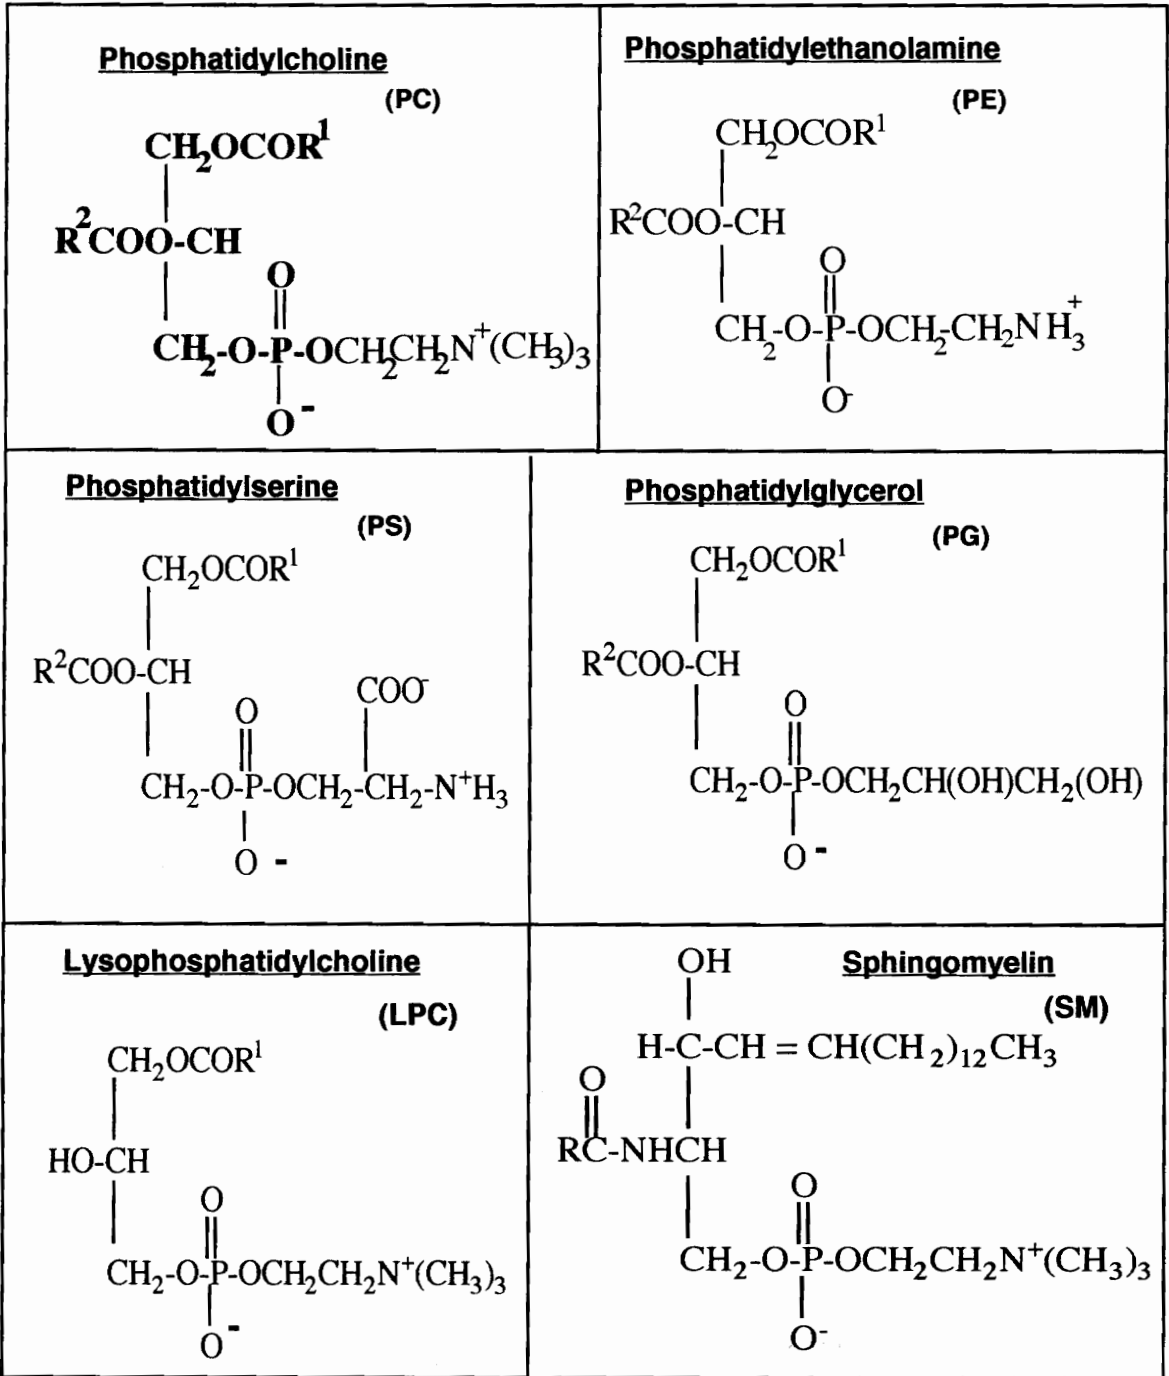 Phosphatidylcholine
(PC)
CH₂OCOR¹
R²COO-CH
O
CH₂-O-P-OCH₂CH₂N⁺(CH₃)₃
O⁻
Phosphatidylethanolamine
(PE)
CH₂OCOR¹
R²COO-CH
O
CH₂-O-P-OCH₂-CH₂NH₃⁺
O⁻
Phosphatidylserine
(PS)
CH₂OCOR¹
R²COO-CH
COO⁻
O
CH₂-O-P-OCH₂-CH₂-N⁺H₃
O⁻
Phosphatidylglycerol
(PG)
CH₂OCOR¹
R²COO-CH
O
CH₂-O-P-OCH₂CH(OH)CH₂(OH)
O⁻
Lysophosphatidylcholine
(LPC)
CH₂OCOR¹
HO-CH
O
CH₂-O-P-OCH₂CH₂N⁺(CH₃)₃
O⁻
Sphingomyelin
(SM)
OH
H-C-CH=CH(CH₂)₁₂CH₃
O
RC-NHCH
O
CH₂-O-P-OCH₂CH₂N⁺(CH₃)₃
O⁻